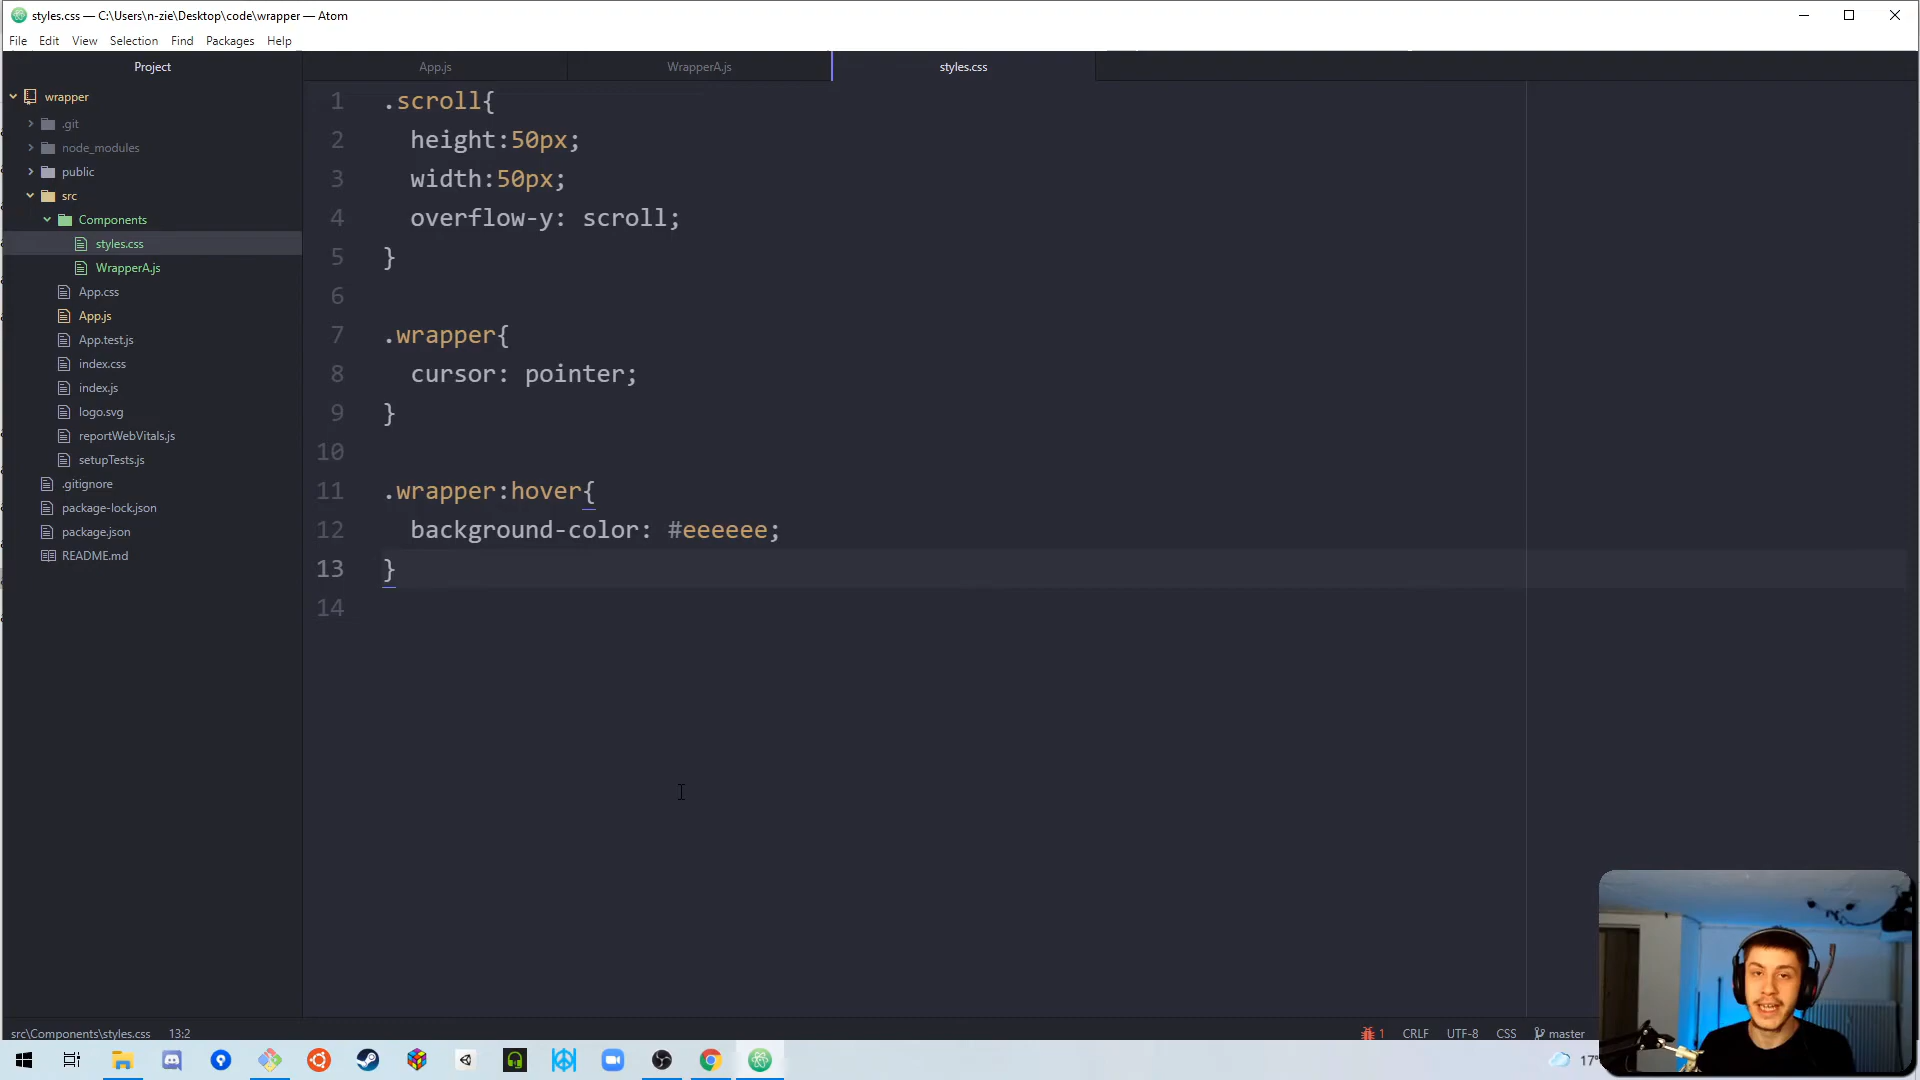 styles.css — C:\Users\n-zie\Desktop\code\wrapper — Atom
File Edit View Selection Find Packages Help
Project
App.js
WrapperA.js
styles.css
wrapper
.git
node_modules
public
src
Components
styles.css
WrapperA.js
App.css
App.js
App.test.js
index.css
index.js
logo.svg
reportWebVitals.js
setupTests.js
.gitignore
package-lock.json
package.json
README.md
1 .scroll{
2 height:50px;
3 width:50px;
4 overflow-y: scroll;
5 }
6
7 .wrapper{
8 cursor: pointer;
9 }
10
11 .wrapper:hover{
12 background-color: #eeeeee;
13 }
14
src\Components\styles.css 13:2
1 CRLF UTF-8 CSS master
17°